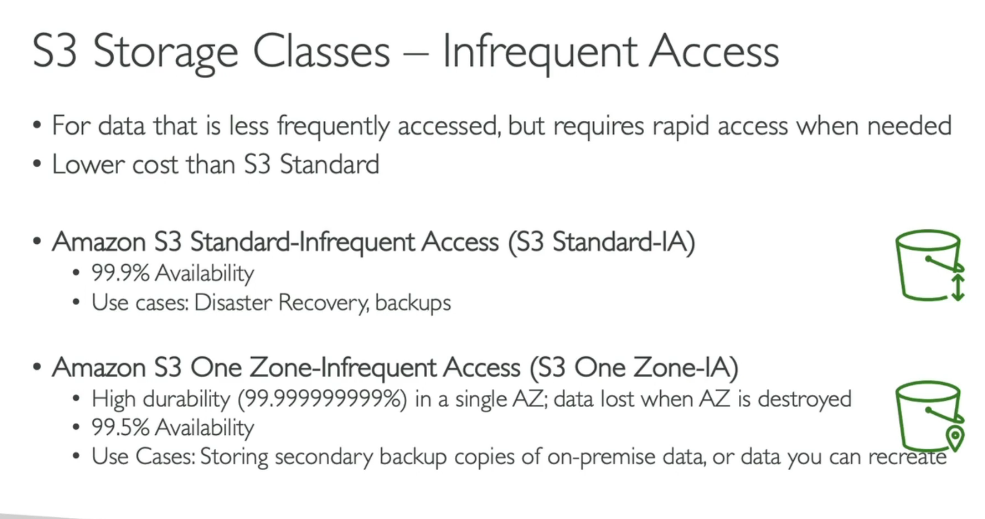 S3 Storage Classes – Infrequent Access
• For data that is less frequently accessed, but requires rapid access when needed
• Lower cost than S3 Standard
• Amazon S3 Standard-Infrequent Access (S3 Standard-IA)
• 99.9% Availability
• Use cases: Disaster Recovery, backups
• Amazon S3 One Zone-Infrequent Access (S3 One Zone-IA)
• High durability (99.999999999%) in a single AZ; data lost when AZ is destroyed
• 99.5% Availability
• Use Cases: Storing secondary backup copies of on-premise data, or data you can recreate